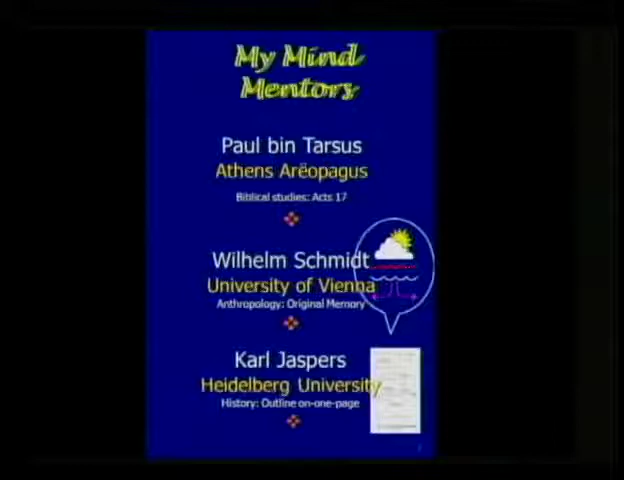 My Mind
Mentors
Paul bin Tarsus
Athens Arëopagus
Biblical studies: Acts 17
Wilhelm Schmidt
University of Vienna
Anthropology: Original Memory
Karl Jaspers
Heidelberg University
History: Outline on-one-page